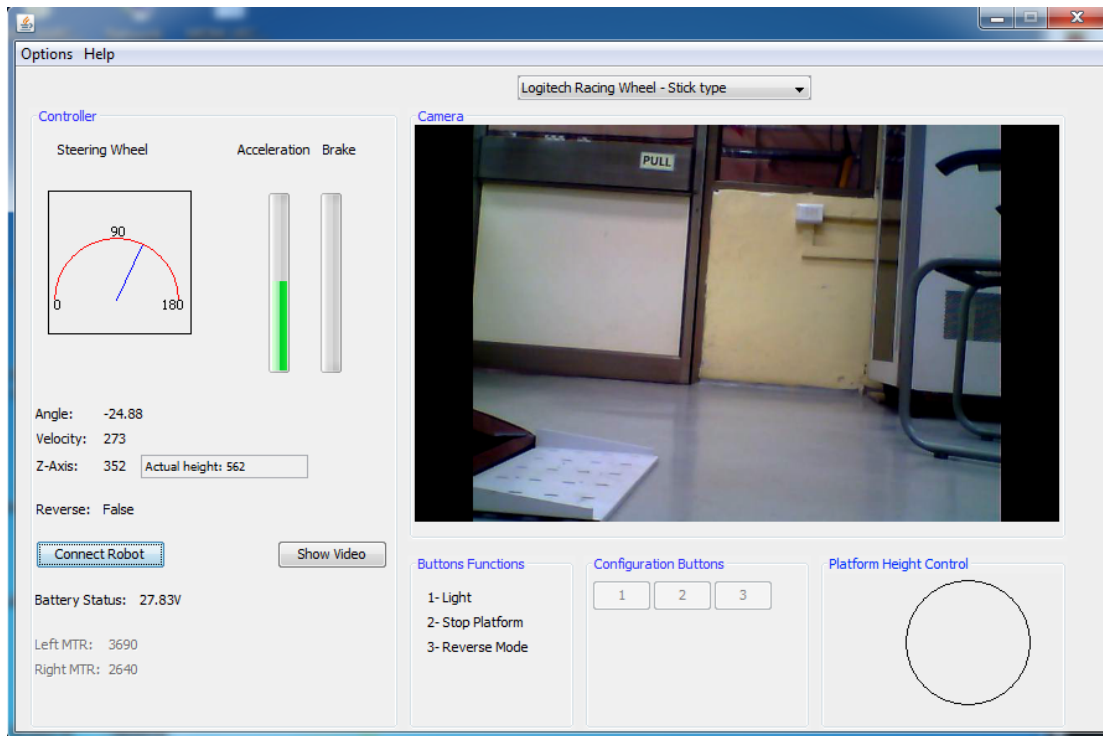 Options Help
Logitech Racing Wheel - Stick type
Controller
Steering Wheel Acceleration Brake
90
0 180
Angle: -24.88
Velocity: 273
Z-Axis: 352 Actual height: 562
Reverse: False
Connect Robot Show Video
Battery Status: 27.83V
Left MTR: 3690
Right MTR: 2640
Camera
PULL
Buttons Functions
1- Light
2- Stop Platform
3- Reverse Mode
Configuration Buttons
1 2 3
Platform Height Control